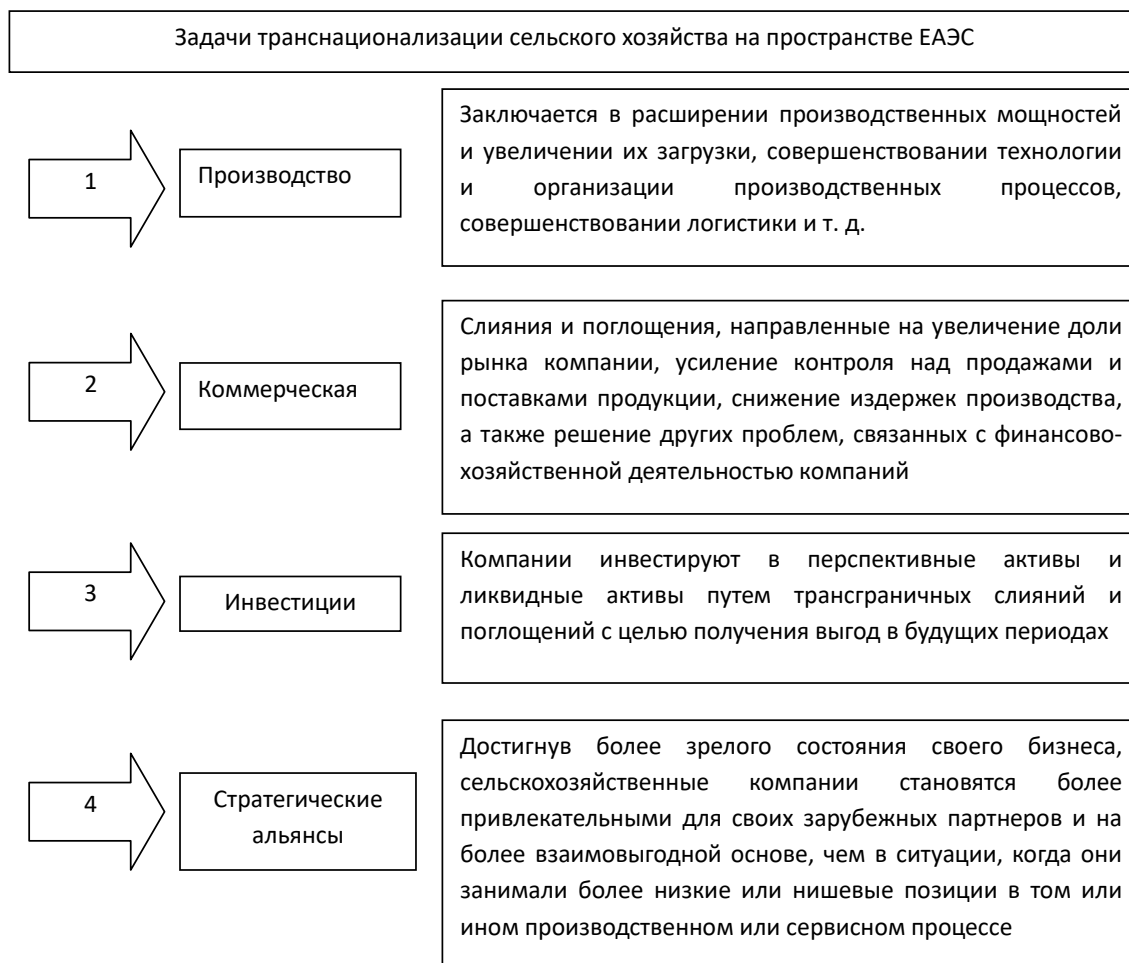 Задачи транснационализации сельского хозяйства на пространстве ЕАЭС
1
Производство
Заключается в расширении производственных мощностей
и увеличении их загрузки, совершенствовании технологии
и организации производственных процессов,
совершенствовании логистики и т. д.
2
Коммерческая
Слияния и поглощения, направленные на увеличение доли
рынка компании, усиление контроля над продажами и
поставками продукции, снижение издержек производства,
а также решение других проблем, связанных с финансово-
хозяйственной деятельностью компаний
3
Инвестиции
Компании инвестируют в перспективные активы и
ликвидные активы путем трансграничных слияний и
поглощений с целью получения выгод в будущих периодах
4
Стратегические
альянсы
Достигнув более зрелого состояния своего бизнеса,
сельскохозяйственные компании становятся более
привлекательными для своих зарубежных партнеров и на
более взаимовыгодной основе, чем в ситуации, когда они
занимали более низкие или нишевые позиции в том или
ином производственном или сервисном процессе